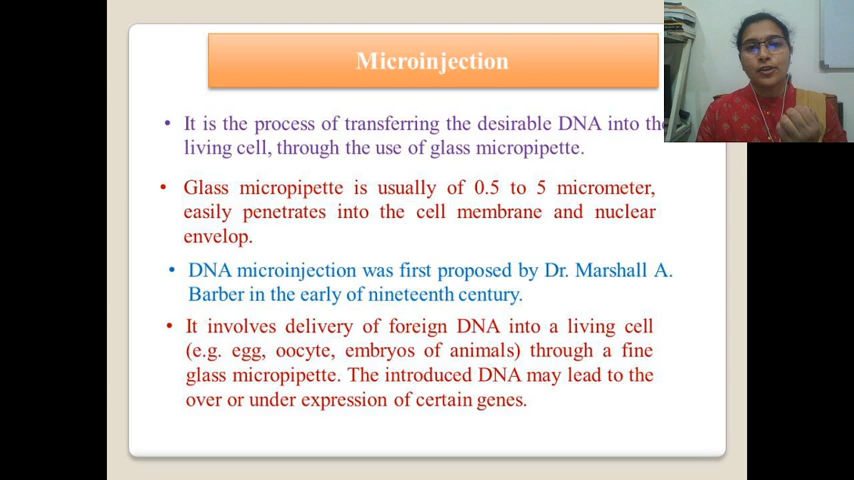 Microinjection
• It is the process of transferring the desirable DNA into the
living cell, through the use of glass micropipette.
• Glass micropipette is usually of 0.5 to 5 micrometer,
easily penetrates into the cell membrane and nuclear
envelop.
• DNA microinjection was first proposed by Dr. Marshall A.
Barber in the early of nineteenth century.
• It involves delivery of foreign DNA into a living cell
(e.g. egg, oocyte, embryos of animals) through a fine
glass micropipette. The introduced DNA may lead to the
over or under expression of certain genes.